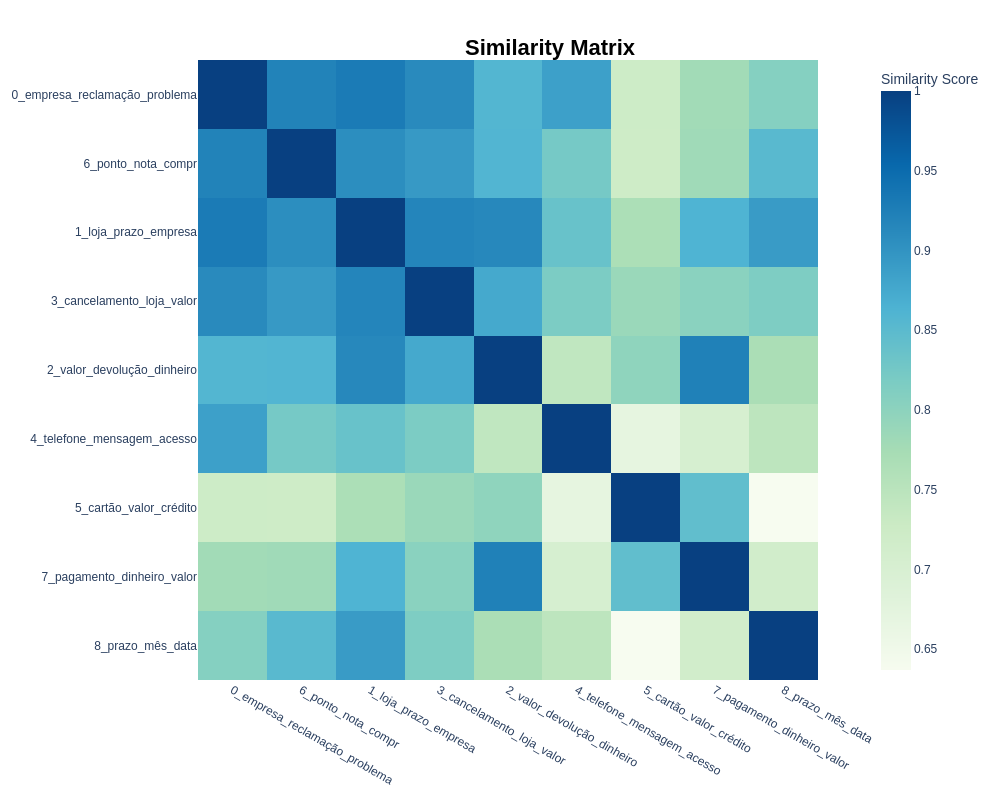 Similarity Matrix
Similarity Score
0_empresa_reclamação_problema
6_ponto_nota_compr
1_loja_prazo_empresa
3_cancelamento_loja_valor
2_valor_devolução_dinheiro
4_telefone_mensagem_acesso
5_cartão_valor_crédito
7_pagamento_dinheiro_valor
8_prazo_mês_data
1
0.95
0.9
0.85
0.8
0.75
0.7
0.65
0_empresa_reclamação_problema
6_ponto_nota_compr
1_loja_prazo_empresa
3_cancelamento_loja_valor
2_valor_devolução_dinheiro
4_telefone_mensagem_acesso
5_cartão_valor_crédito
7_pagamento_dinheiro_valor
8_prazo_mês_data